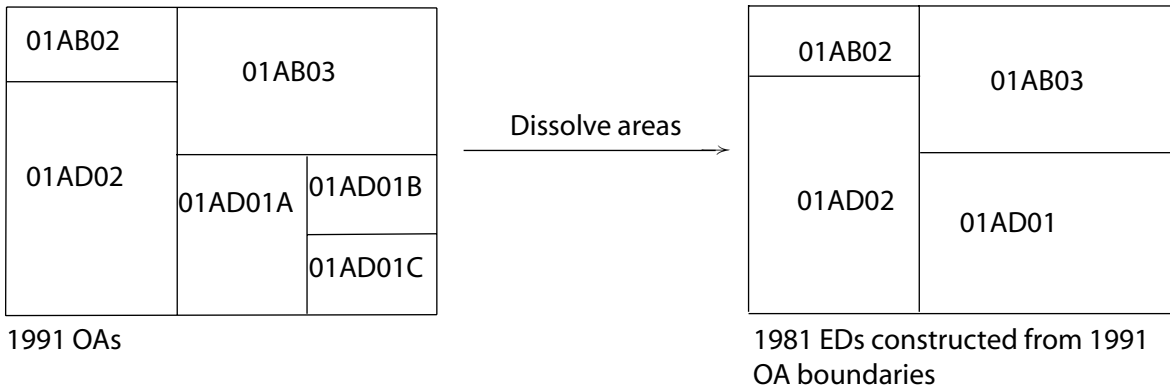 01AB02
01AB03
01AD02
01AD01A
01AD01B
01AD01C
1991 OAs
Dissolve areas
01AB02
01AB03
01AD02
01AD01
1981 EDs constructed from 1991
OA boundaries